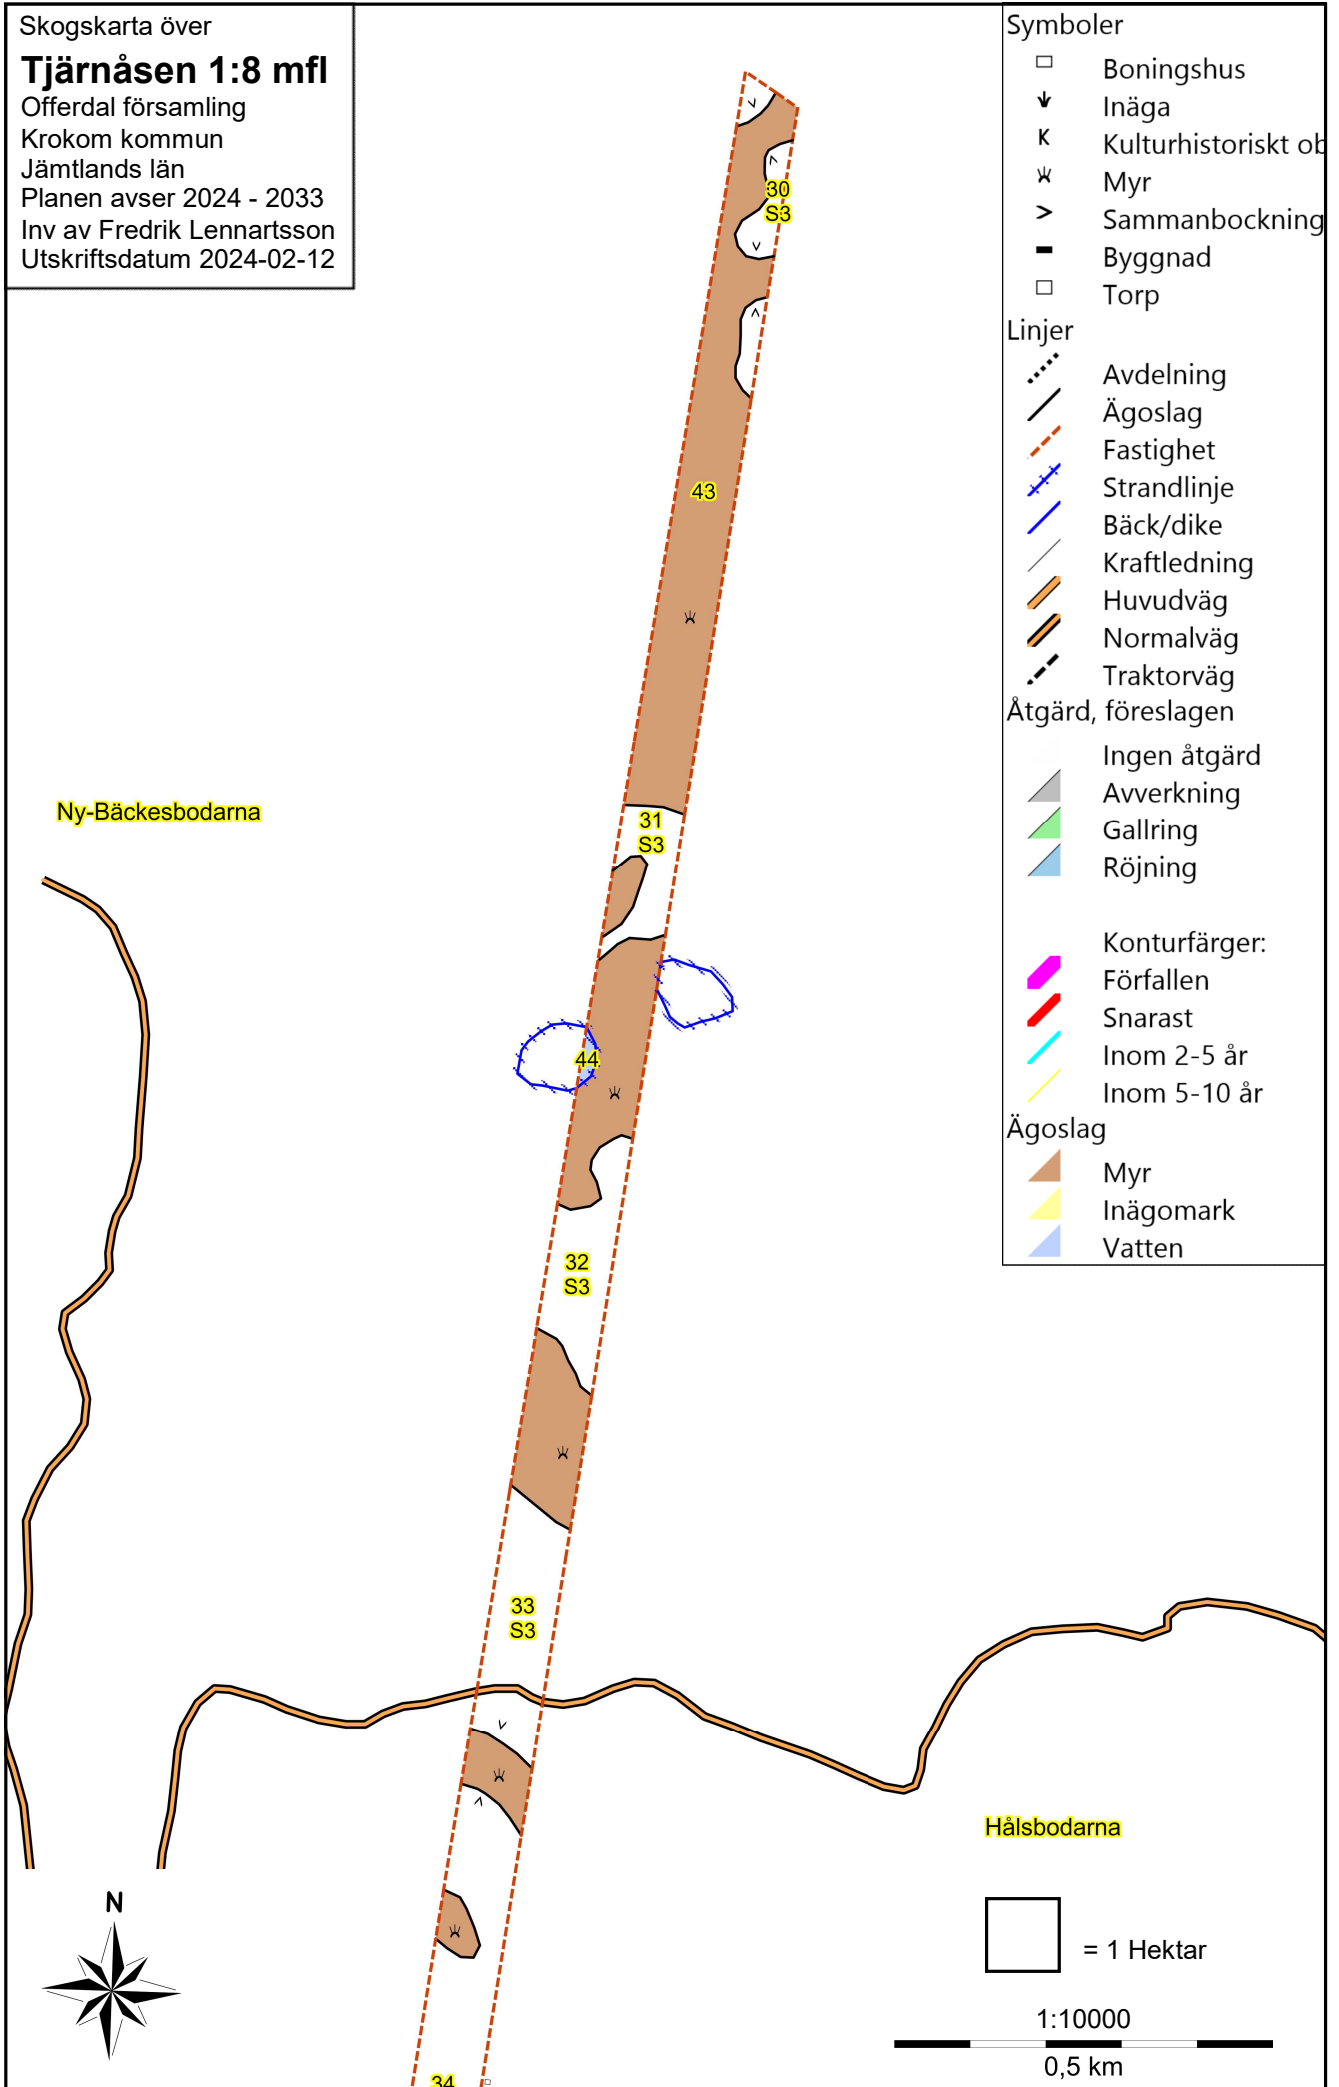 Skogskarta över
Tjärnåsen 1:8 mfl
Offerdal församling
Krokom kommun
Jämtlands län
Planen avser 2024 - 2033
Inv av Fredrik Lennartsson
Utskriftsdatum 2024-02-12
Symboler
Boningshus
Inäga
Kulturhistoriskt ob
Myr
Sammanbockning
Byggnad
Torp
Linjer
Avdelning
Ägoslag
Fastighet
Strandlinje
Bäck/dike
Kraftledning
Huvudväg
Normalväg
Traktorväg
Åtgärd, föreslagen
Ingen åtgärd
Avverkning
Gallring
Röjning
Konturfärger:
Förfallen
Snarast
Inom 2-5 år
Inom 5-10 år
Ägoslag
Myr
Inägomark
Vatten
30
S3
43
Ny-Bäckesbodarna
31
S3
44
32
S3
33
S3
Hålsbodarna
N
= 1 Hektar
1:10000
0,5 km
34